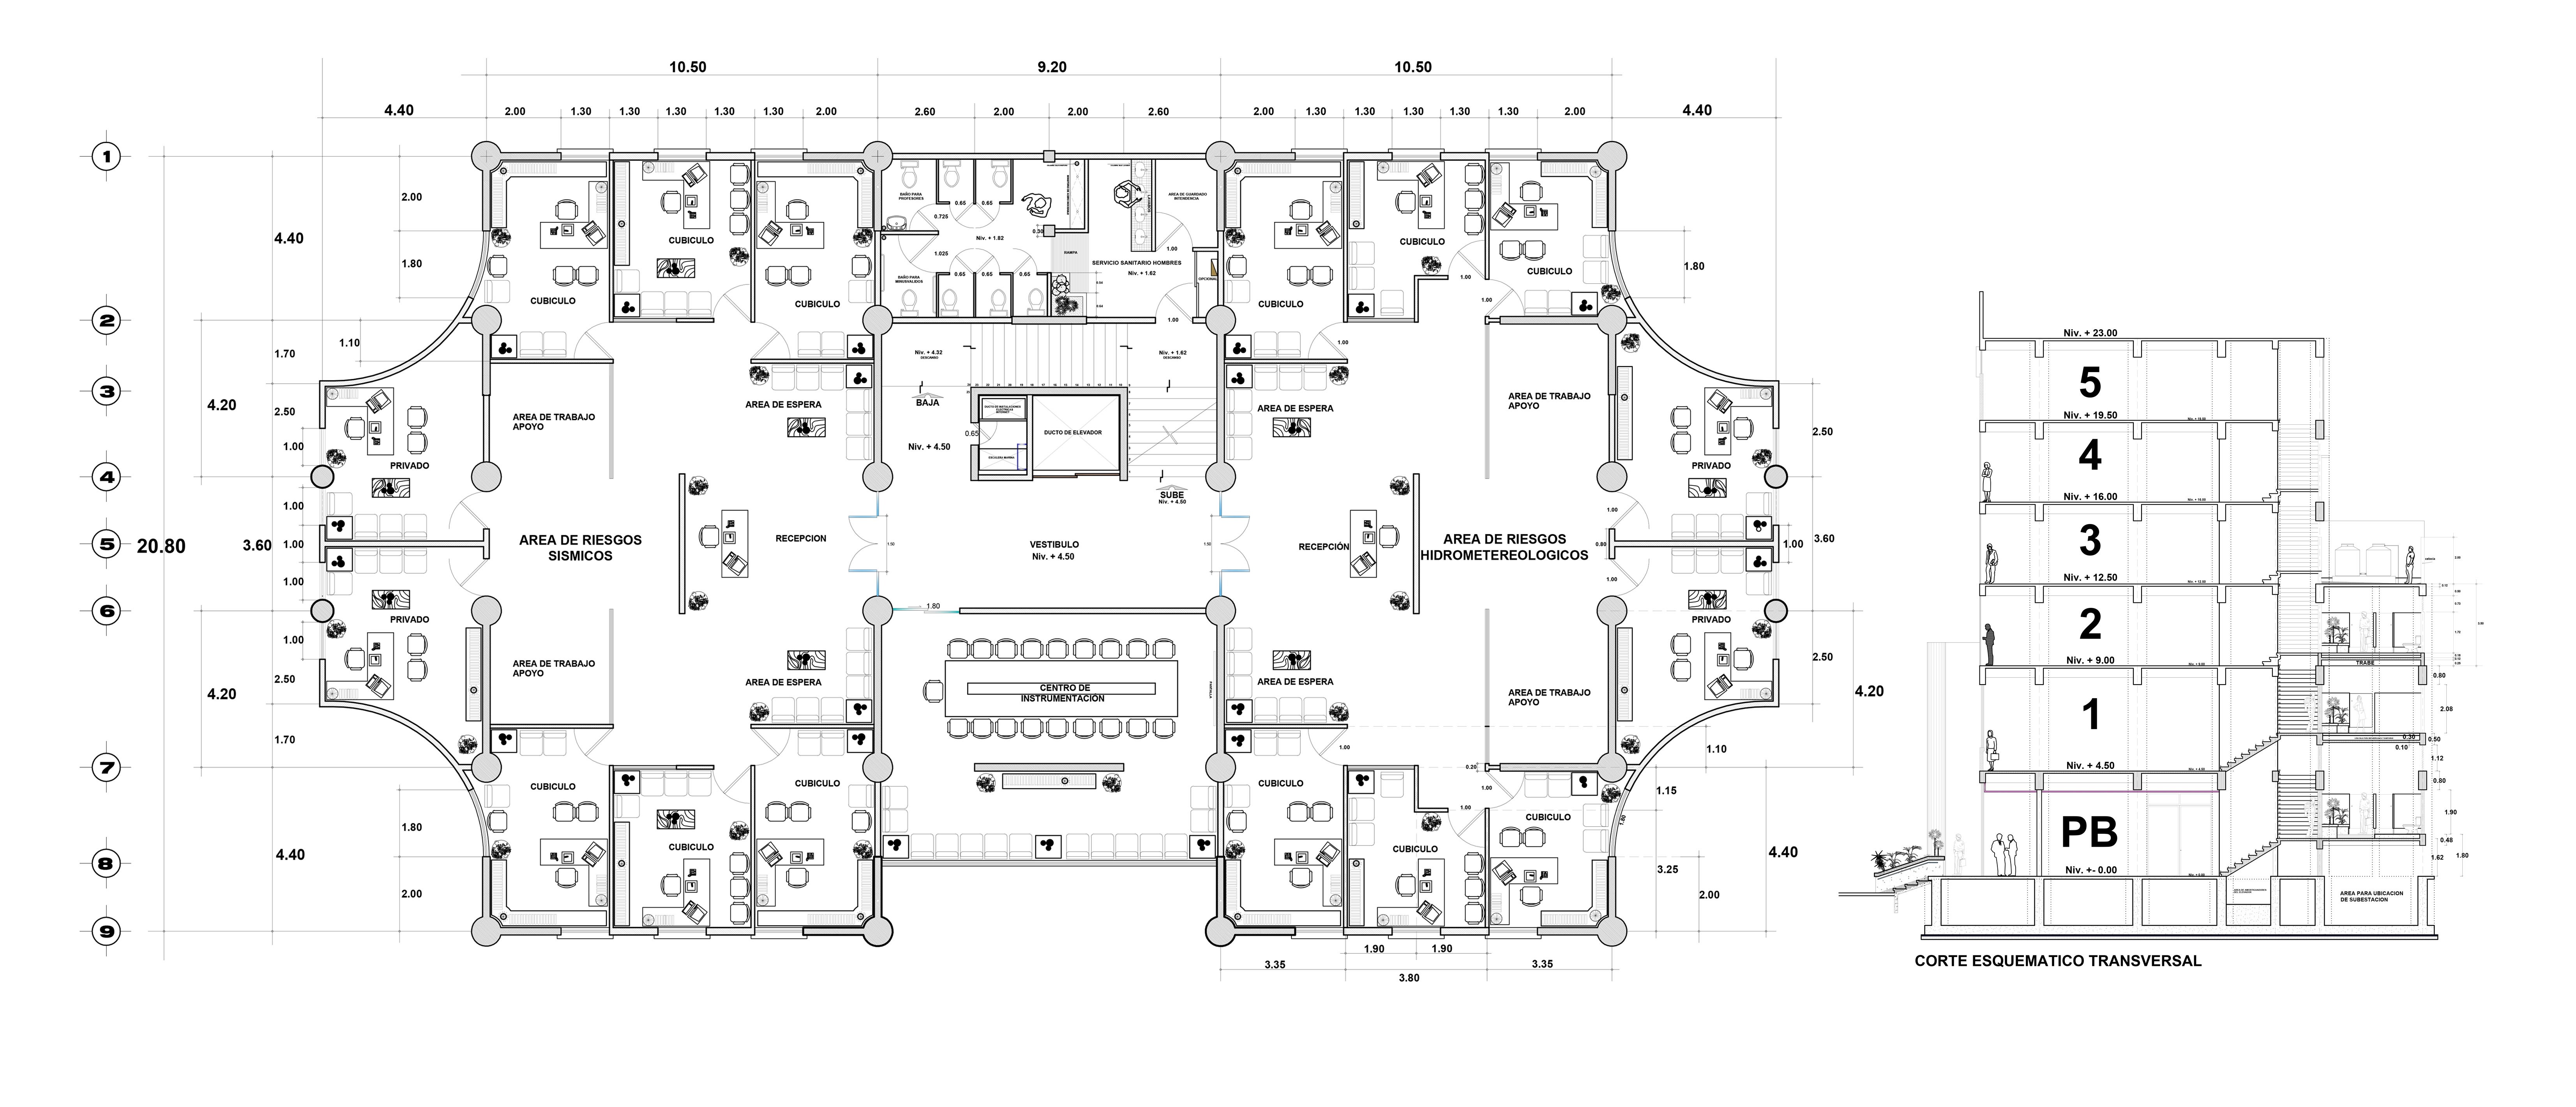 10.50 9.20 10.50
4.40 2.00 1.30 1.30 1.30 1.30 1.30 2.00 2.60 2.00 2.00 2.60 2.00 1.30 1.30 1.30 1.30 1.30 2.00 4.40
1
2.00
BAÑO PARA
PROFESORES
AREA DE GUARDADO
INTENDENCIA
0.65 0.65
0.725
0.30
4.40
CUBICULO
Niv. + 1.82
CUBICULO
1.00
1.025
1.80
SERVICIO SANITARIO HOMBRES
Niv. + 1.62
RAMPA
CUBICULO
1.80
0.65 0.65 0.65
BAÑO PARA
MINUSVALIDOS
OPCIONAL
1.00
CUBICULO
CUBICULO
CUBICULO
1.00
2
1.00
1.10
1.70
Niv. + 4.32
DESCANSO
Niv. + 1.62
DESCANSO
1.00
3
4.20
2.50
1.00
AREA DE TRABAJO
APOYO
AREA DE ESPERA
BAJA
DUCTO DE INSTALACIONES
ELECTRICAS
INTERNET
0.65
DUCTO DE ELEVADOR
ESCALERA MARINA
Niv. + 4.50
AREA DE ESPERA
AREA DE TRABAJO
APOYO
2.50
PRIVADO
PRIVADO
4
SUBE
Niv. + 4.50
1.00
1.00
5
20.80
3.60
1.00
AREA DE RIESGOS
SISMICOS
RECEPCION
1.50
VESTIBULO
Niv. + 4.50
1.50
RECEPCIÓN
AREA DE RIESGOS
HIDROMETEREOLOGICOS
0.80
1.00
3.60
1.00
1.00
6
1.80
PRIVADO
PRIVADO
1.00
4.20
2.50
AREA DE TRABAJO
APOYO
AREA DE ESPERA
CENTRO DE
INSTRUMENTACIÓN
PANTALLA
AREA DE ESPERA
AREA DE TRABAJO
APOYO
2.50
4.20
1.70
1.00
1.10
7
0.20
CUBICULO
CUBICULO
CUBICULO
1.00
1.15
1.80
CUBICULO
1.80
4.40
CUBICULO
CUBICULO
8
4.40
3.25
2.00
2.00
9
1.90 1.90
3.35 3.35
3.80
Niv. + 23.00
5
Niv. + 19.50
4
Niv. + 16.00
3
Niv. + 12.50
2
Niv. + 9.00
TRABE
0.80
1
2.08
0.30 0.50
0.10
1.12
Niv. + 4.50
0.80
PB
1.90
0.48
1.62 1.80
Niv. +- 0.00
AREA PARA UBICACION
DE SUBESTACION
CORTE ESQUEMATICO TRANSVERSAL